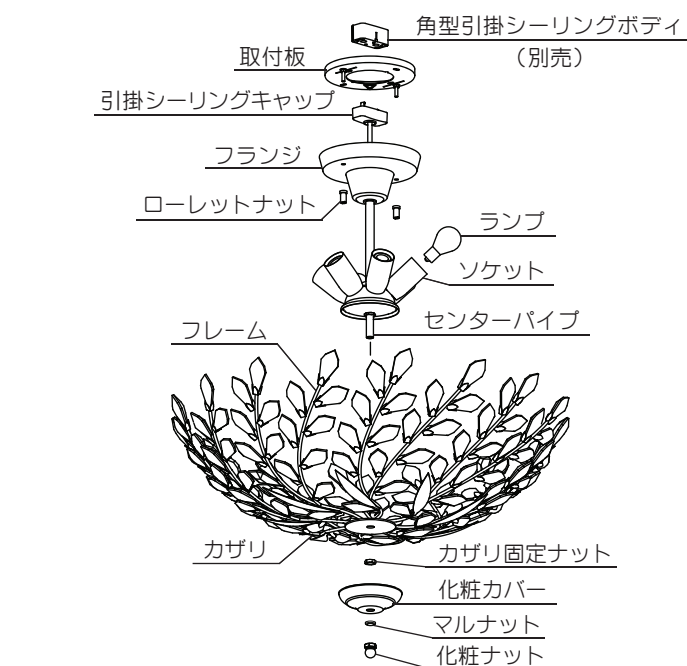 角型引掛シーリングボディ
(別売)
取付板
引掛シーリングキャップ
フランジ
ローレットナット
ランプ
ソケット
センターパイプ
フレーム
カザリ
カザリ固定ナット
化粧カバー
マルナット
化粧ナット